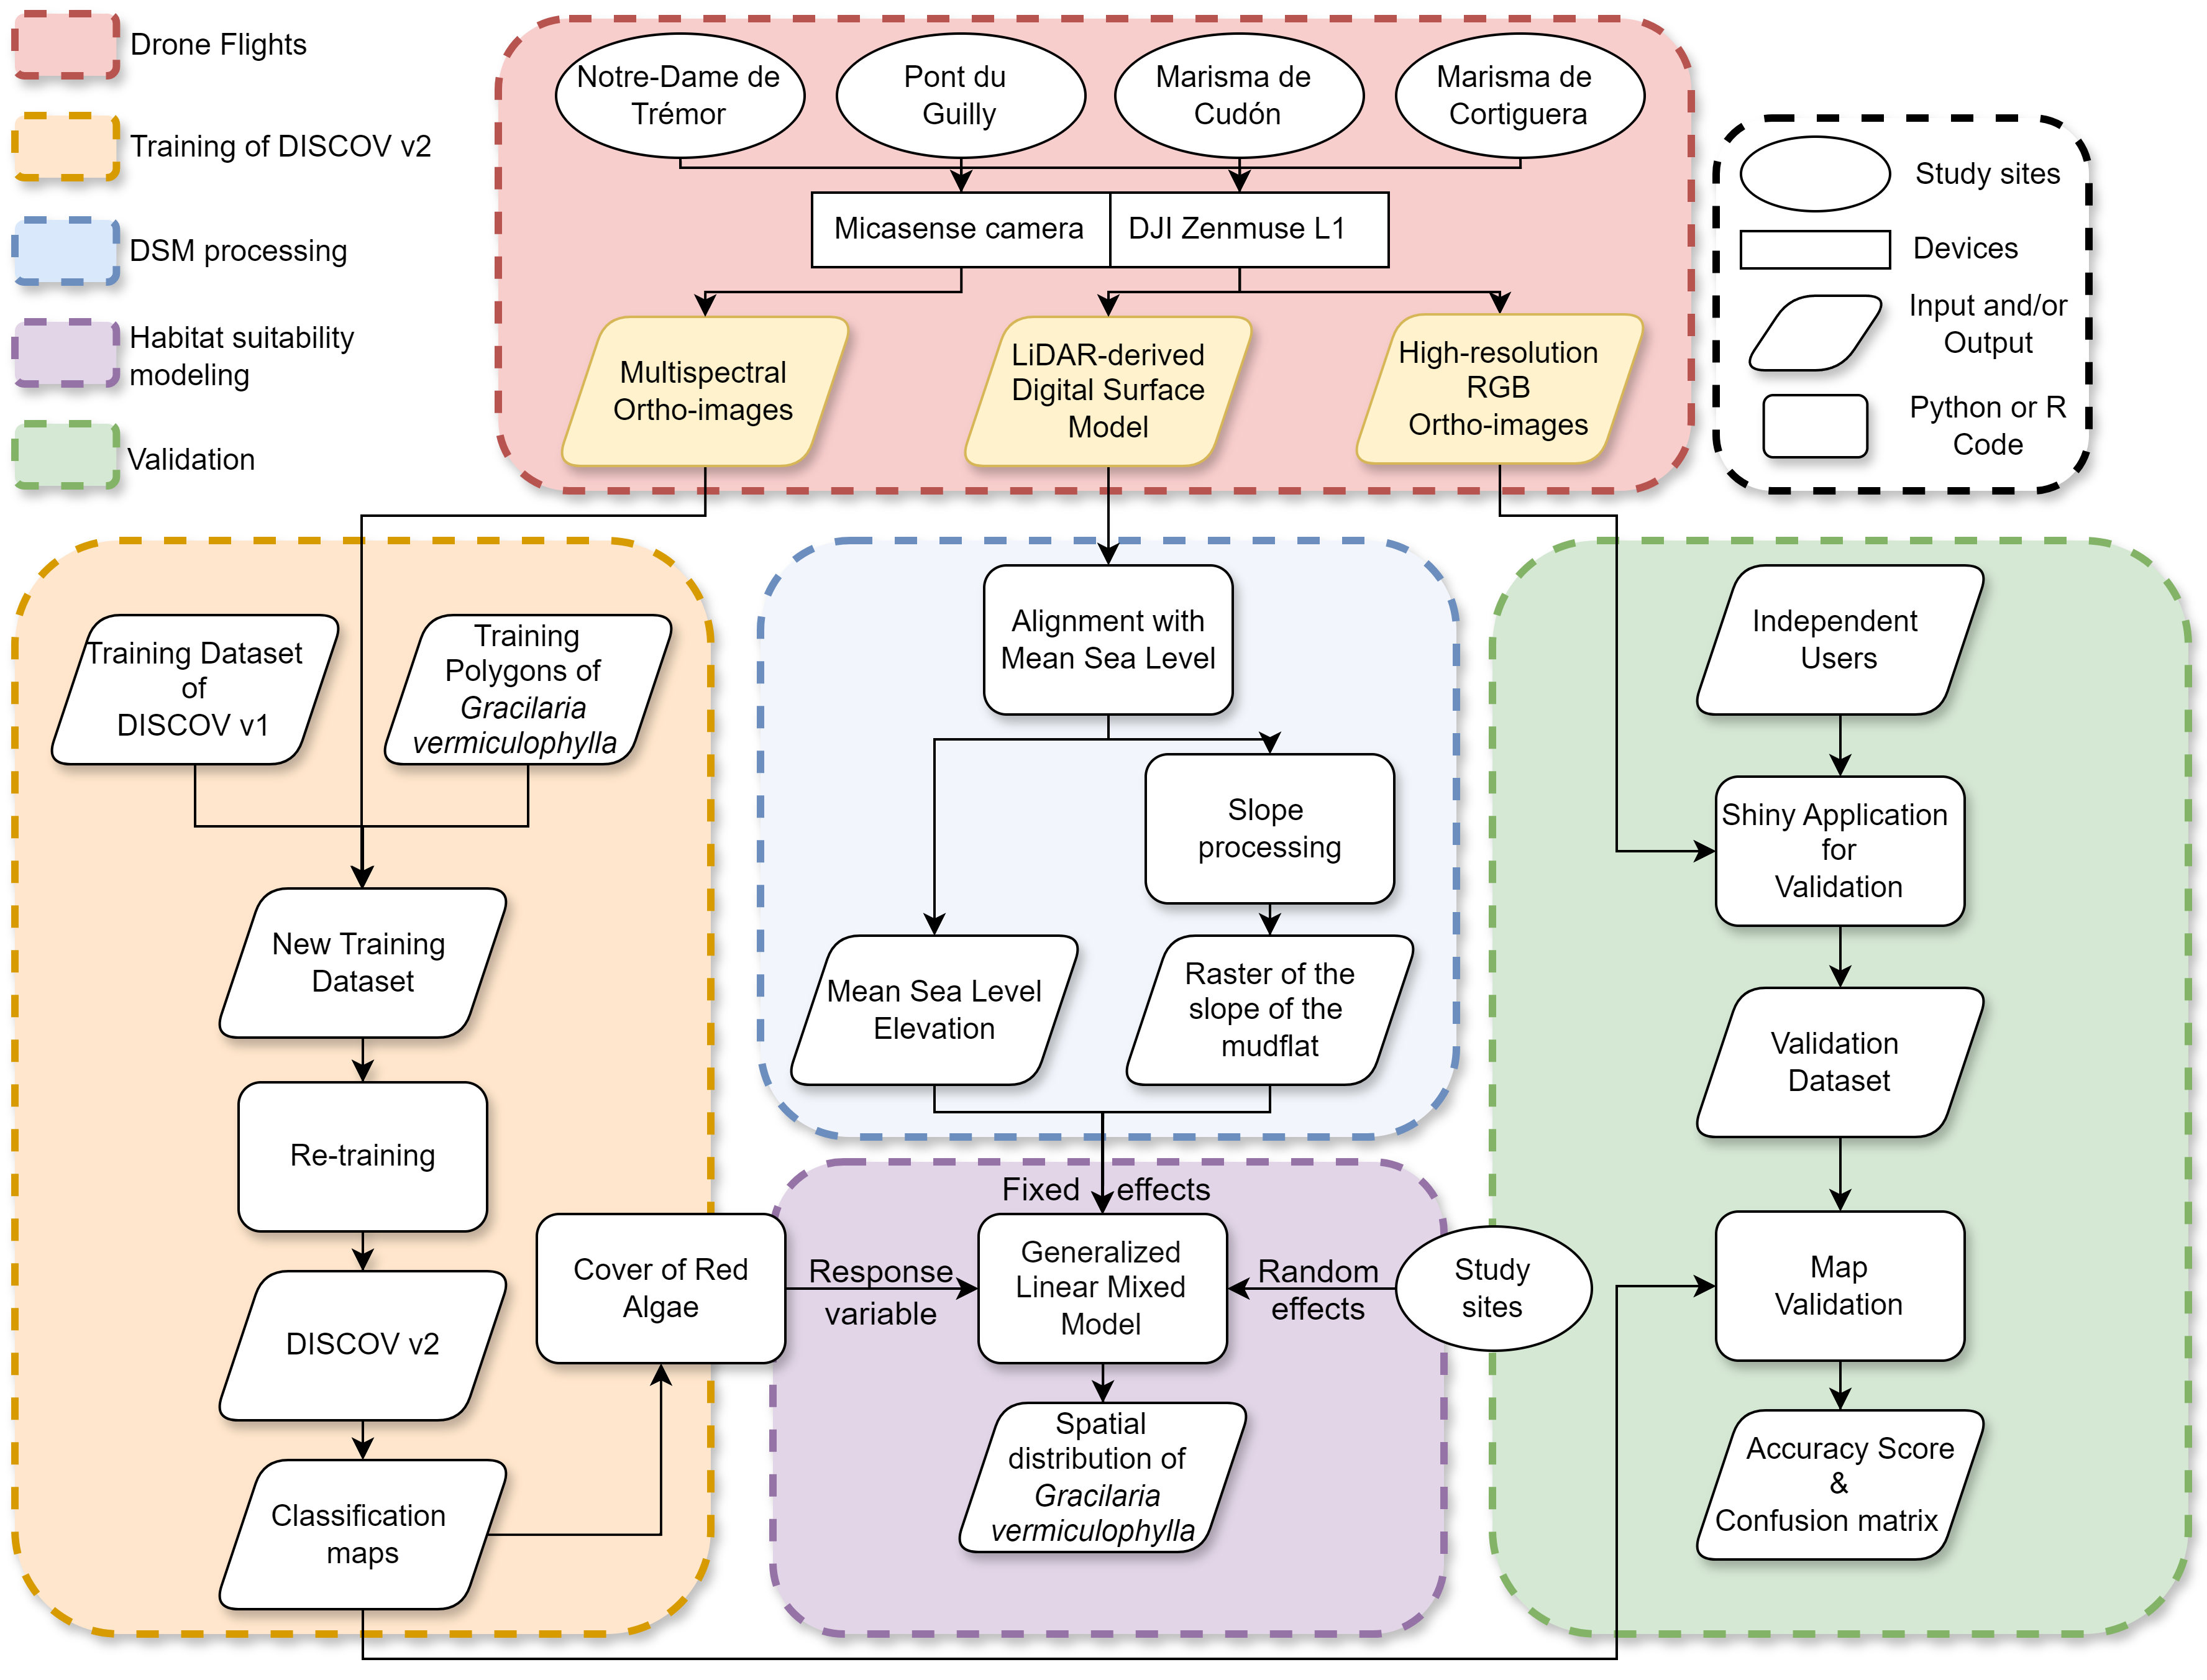 Drone Flights
Training of DISCOV v2
DSM processing
Habitat suitability
modeling
Validation
Notre-Dame de
Trémor
Pont du
Guilly
Marisma de
Cudón
Marisma de
Cortiguera
Micasense camera
DJI Zenmuse L1
Multispectral
Ortho-images
LiDAR-derived
Digital Surface
Model
High-resolution
RGB
Ortho-images
Study sites
Devices
Input and/or
Output
Python or R
Code
Training Dataset
of
DISCOV v1
Training
Polygons of
Gracilaria
vermiculophylla
New Training
Dataset
Re-training
DISCOV v2
Classification
maps
Cover of Red
Algae
Alignment with
Mean Sea Level
Slope
processing
Mean Sea Level
Elevation
Raster of the
slope of the
mudflat
Fixed effects
Response
variable
Generalized
Linear Mixed
Model
Random
effects
Study
sites
Spatial
distribution of
Gracilaria
vermiculophylla
Independent
Users
Shiny Application
for
Validation
Validation
Dataset
Map
Validation
Accuracy Score
&
Confusion matrix